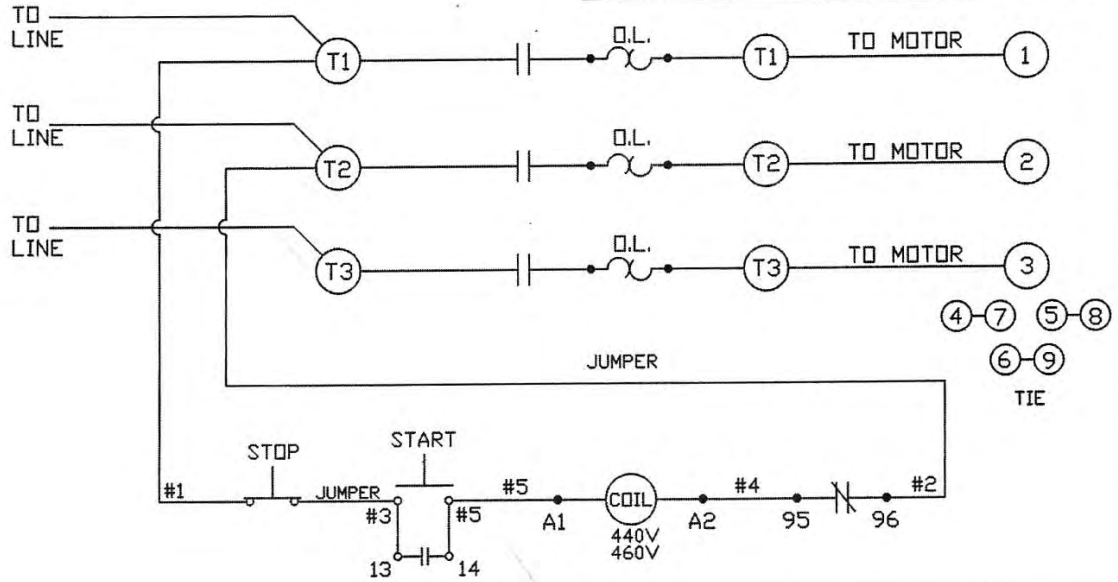 TO
LINE
T1
O.L.
T1
TO MOTOR
1
TO
LINE
T2
O.L.
T2
TO MOTOR
2
TO
LINE
T3
O.L.
T3
TO MOTOR
3
4 7 5 8
6 9
TIE
JUMPER
STOP
START
#1
JUMPER
#3
#5
#5
A1
COIL
440V
460V
A2
#4
95
96
#2
13
14